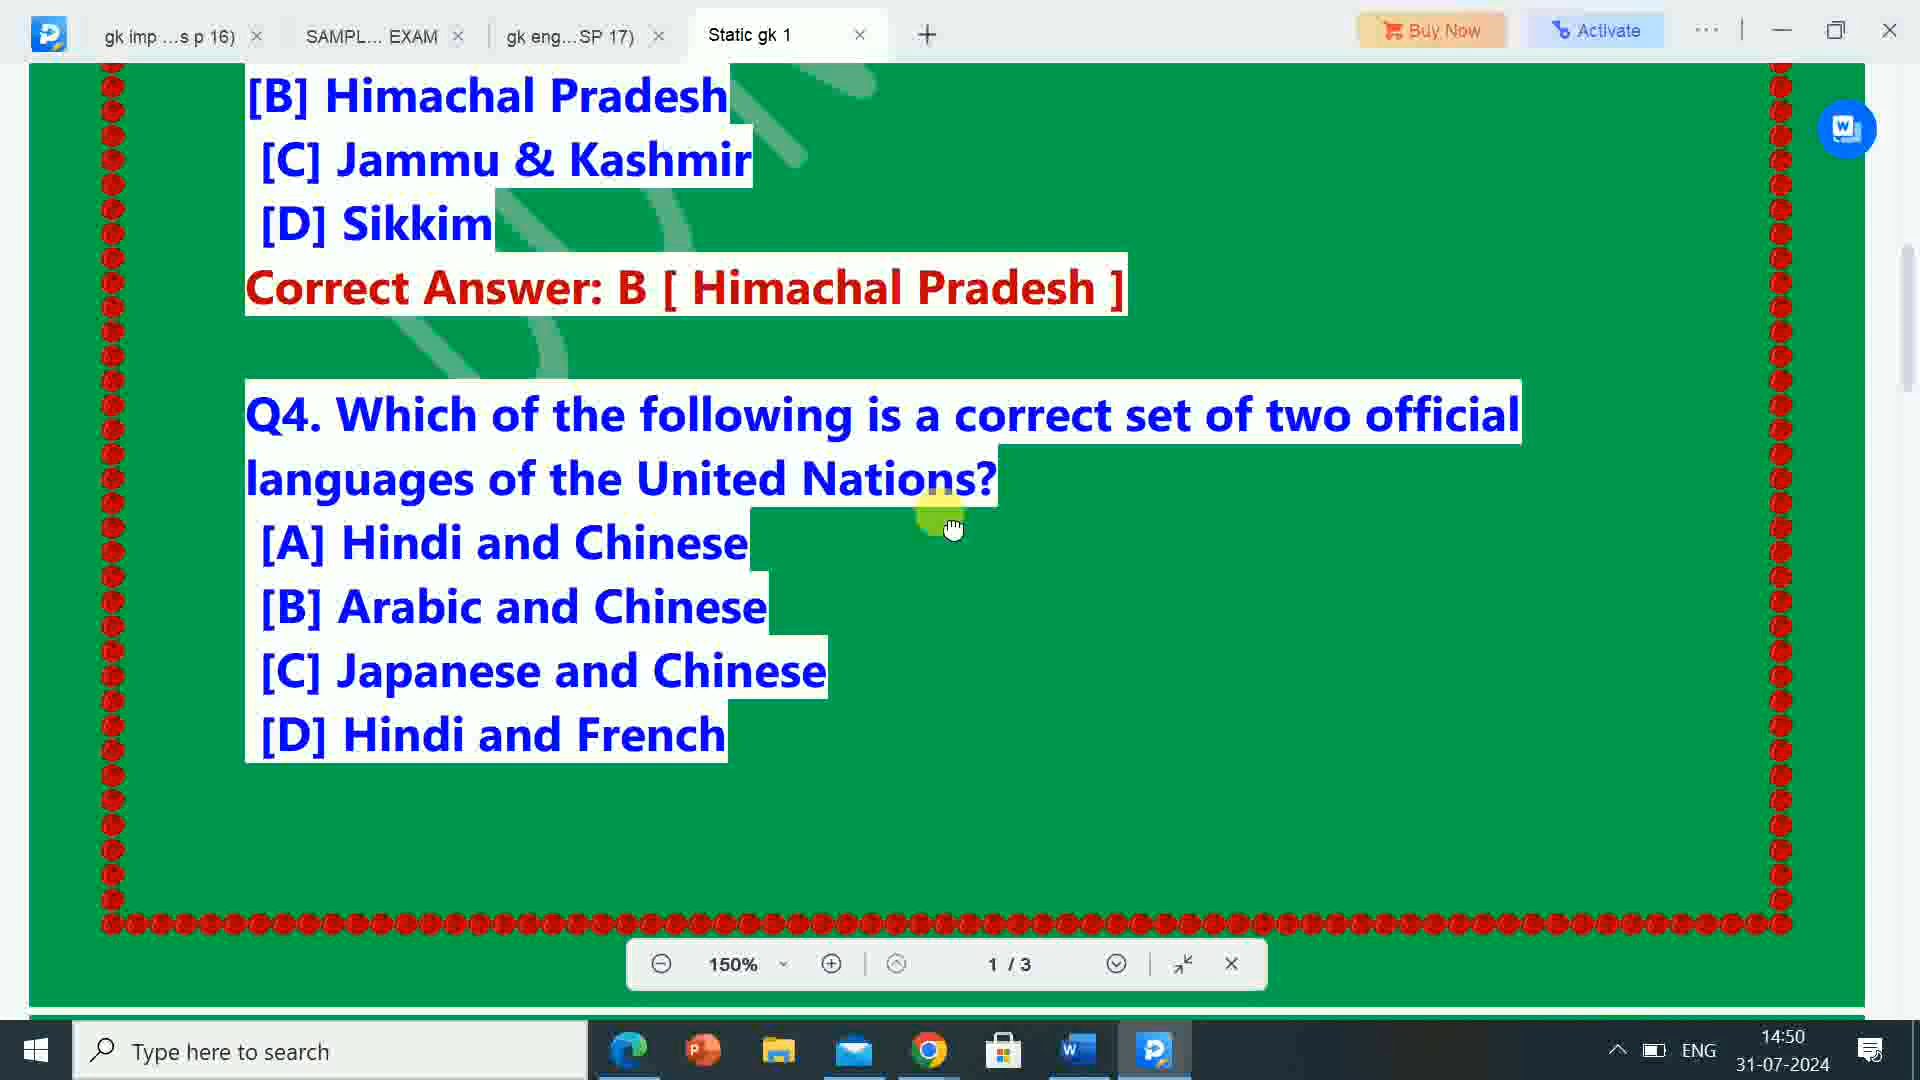 gk imp ...s p 16)
SAMPL... EXAM
gk eng...SP 17)
Static gk 1
Buy Now
Activate
[B] Himachal Pradesh
[C] Jammu & Kashmir
[D] Sikkim
Correct Answer: B [ Himachal Pradesh ]
Q4. Which of the following is a correct set of two official
languages of the United Nations?
[A] Hindi and Chinese
[B] Arabic and Chinese
[C] Japanese and Chinese
[D] Hindi and French
150%
1 / 3
Type here to search
ENG
14:50
31-07-2024